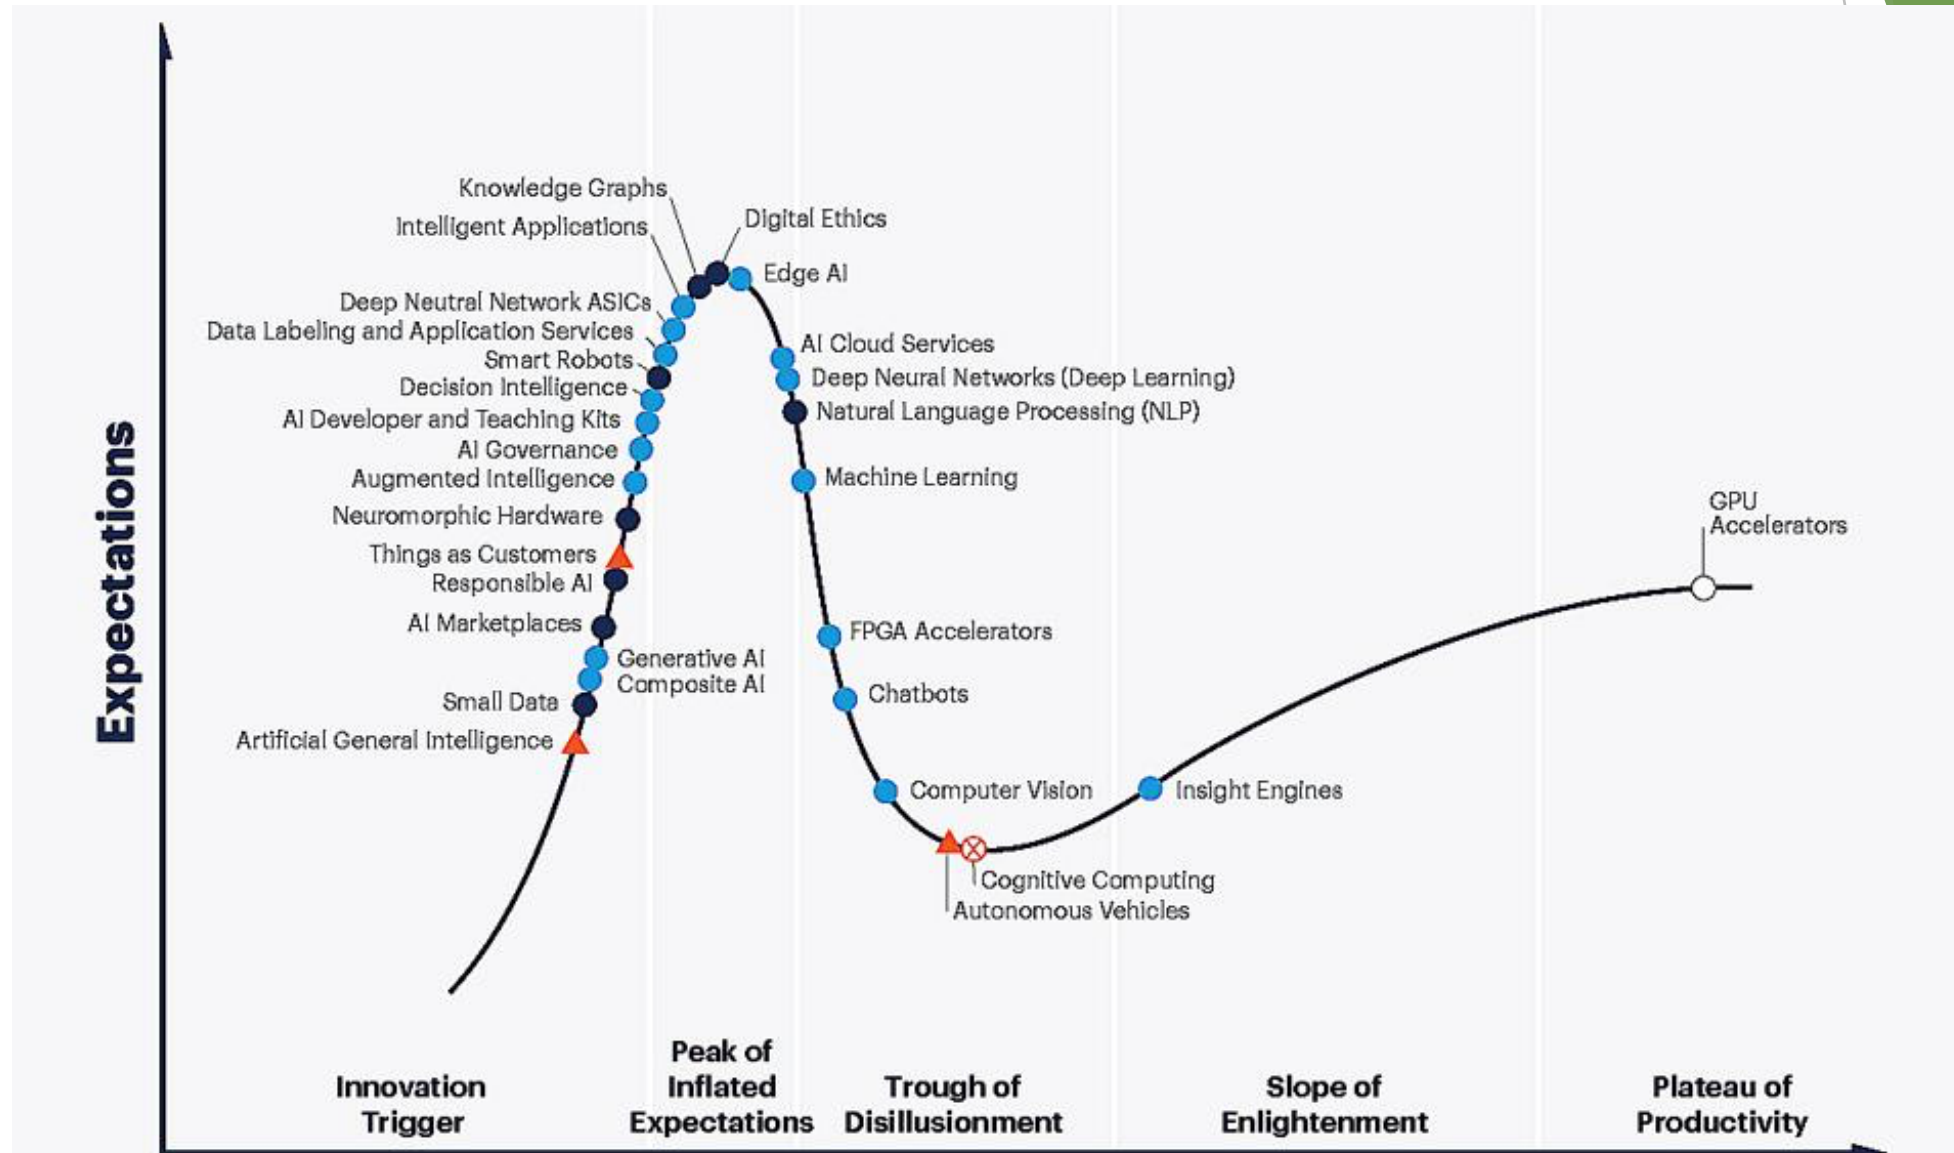 Knowledge Graphs
Digital Ethics
Intelligent Applications
Edge AI
Deep Neutral Network ASICs
Data Labeling and Application Services
Smart Robots
Decision Intelligence
AI Developer and Teaching Kits
AI Governance
Augmented Intelligence
Neuromorphic Hardware
Things as Customers
Responsible AI
AI Marketplaces
Generative AI
Composite AI
Small Data
Artificial General Intelligence
AI Cloud Services
Deep Neural Networks (Deep Learning)
Natural Language Processing (NLP)
Machine Learning
FPGA Accelerators
Chatbots
Computer Vision
Cognitive Computing
Autonomous Vehicles
Insight Engines
GPU
Accelerators
Expectations
Innovation
Trigger
Peak of
Inflated
Expectations
Trough of
Disillusionment
Slope of
Enlightenment
Plateau of
Productivity